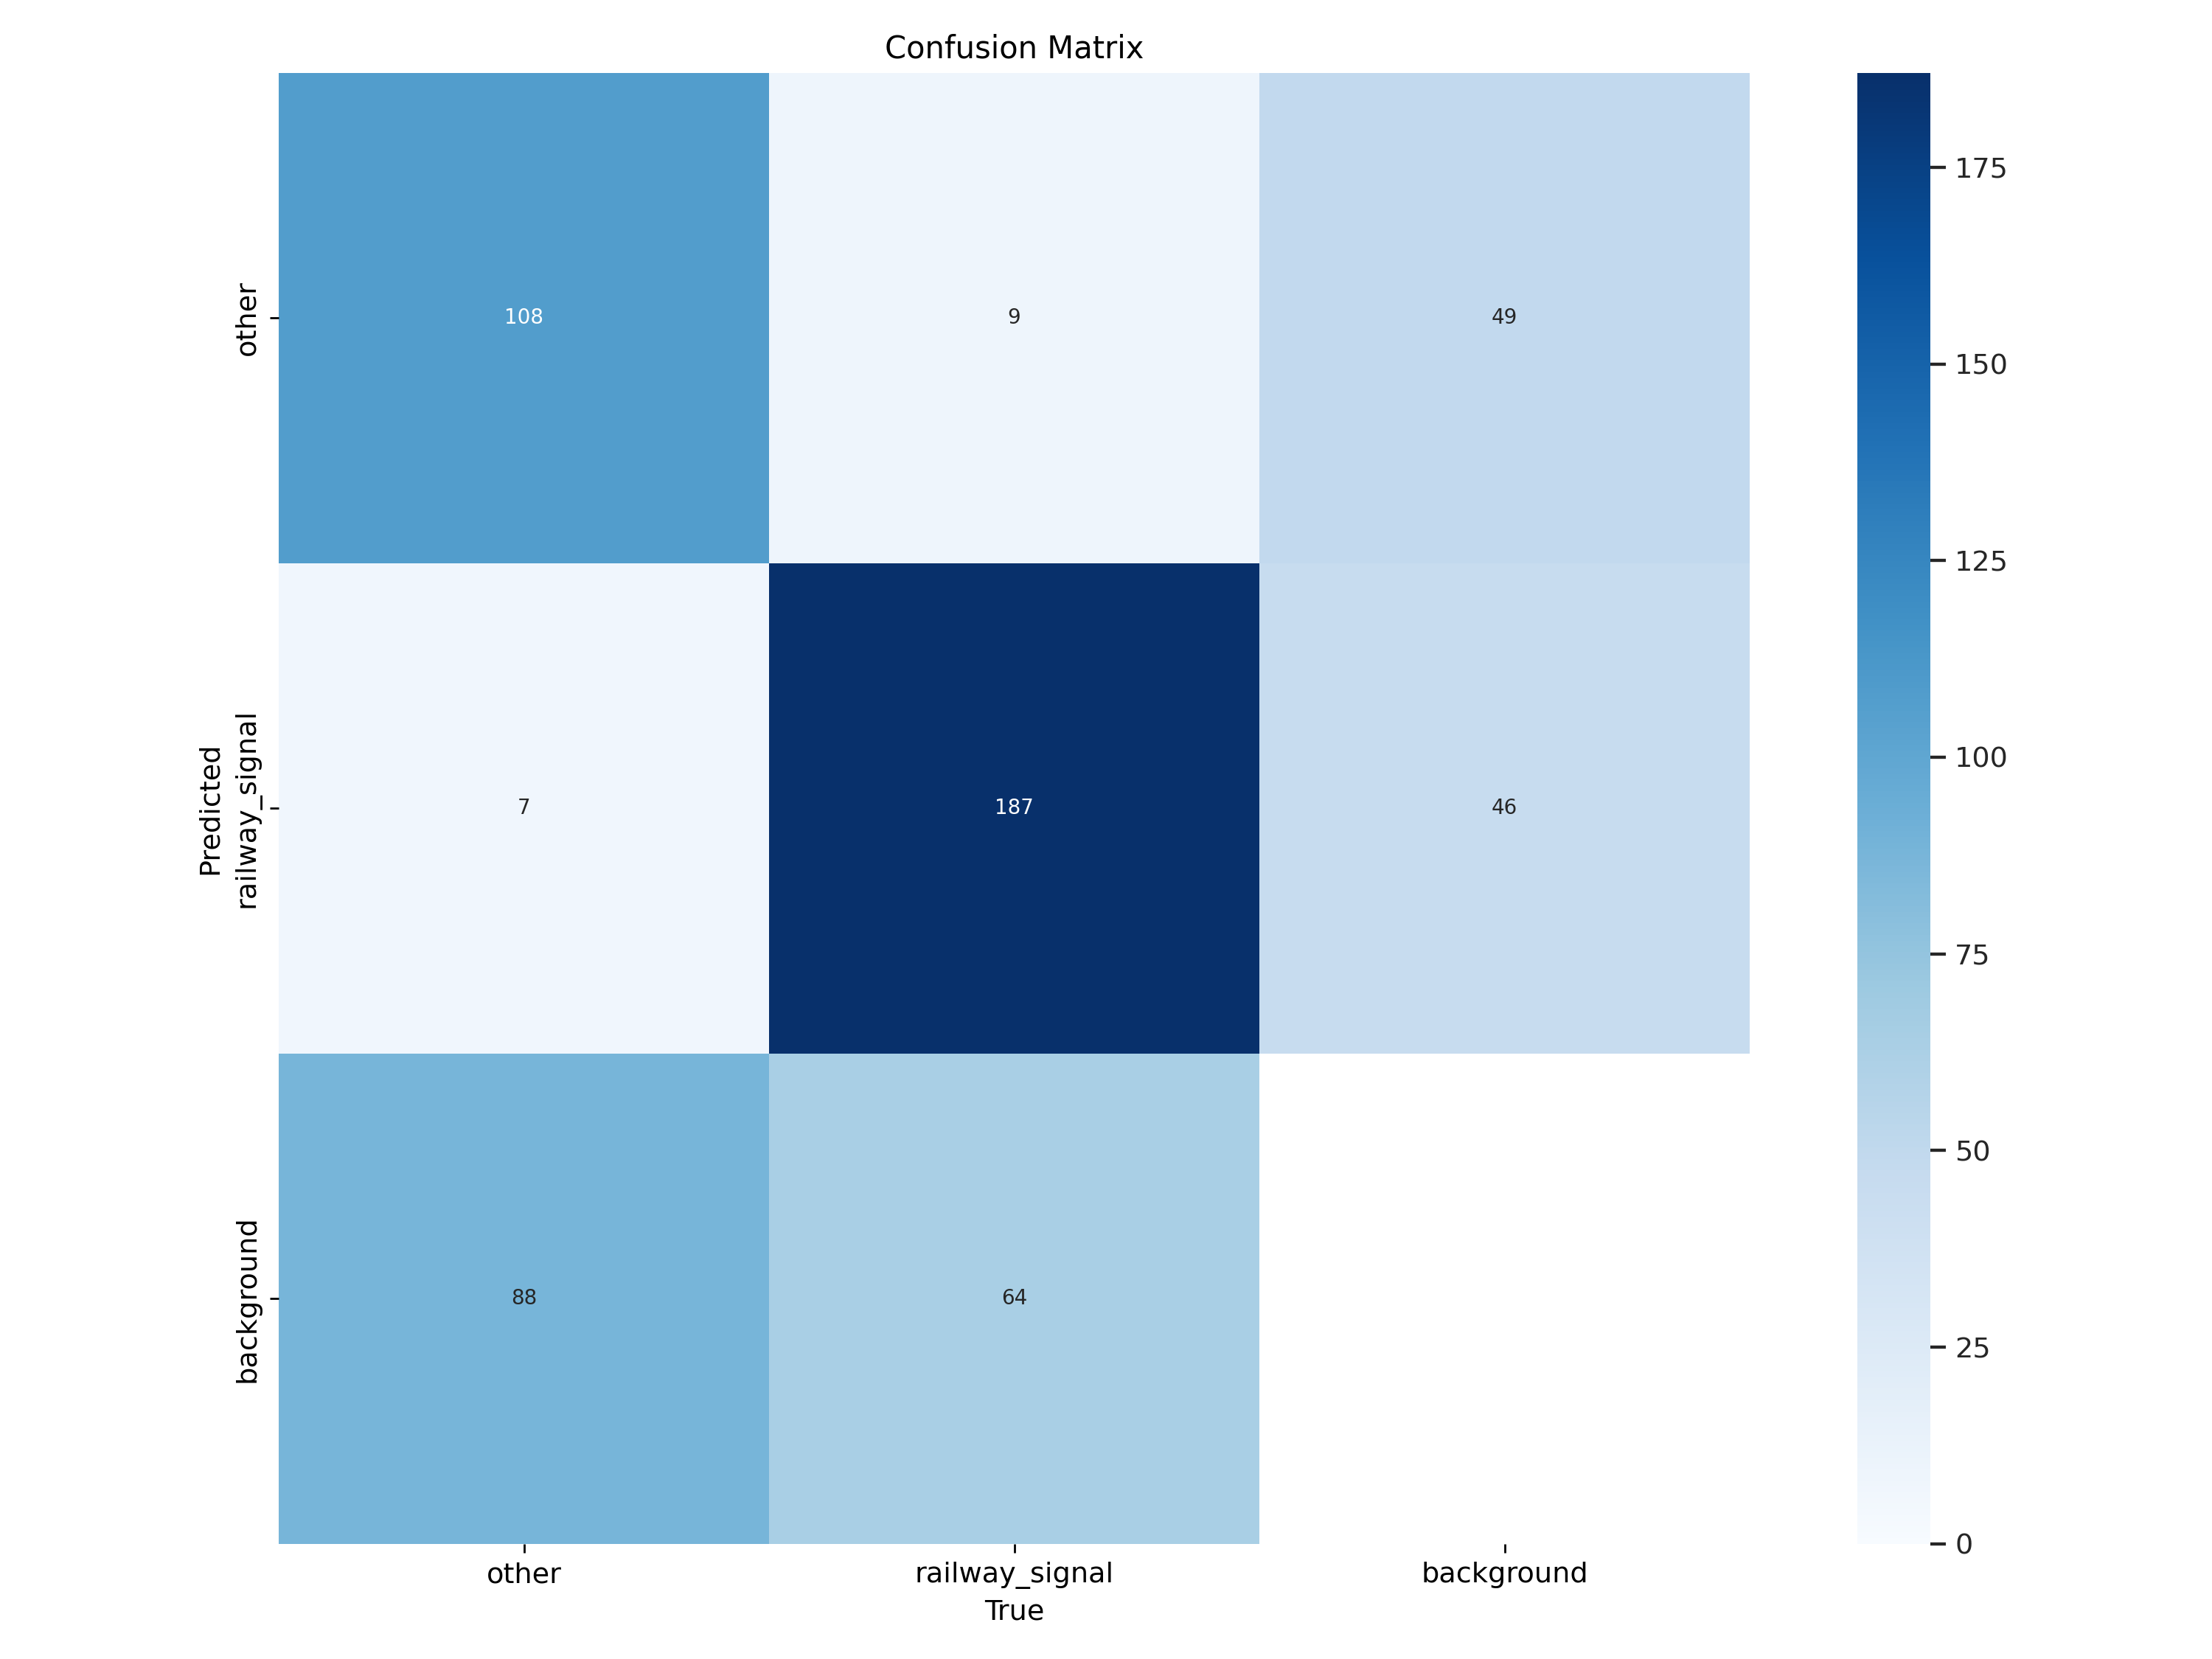 Confusion Matrix
other
108
9
49
Predicted
railway_signal
7
187
46
background
88
64
other
railway_signal
background
True
175
150
125
100
75
50
25
0